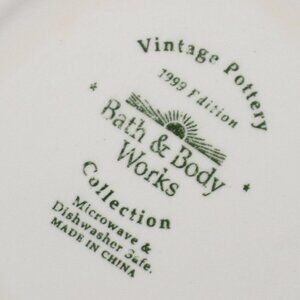 Vintage Pottery
1999 Edition
Bath & Body
Works
Collection
Microwave &
Dishwasher Safe.
MADE IN CHINA